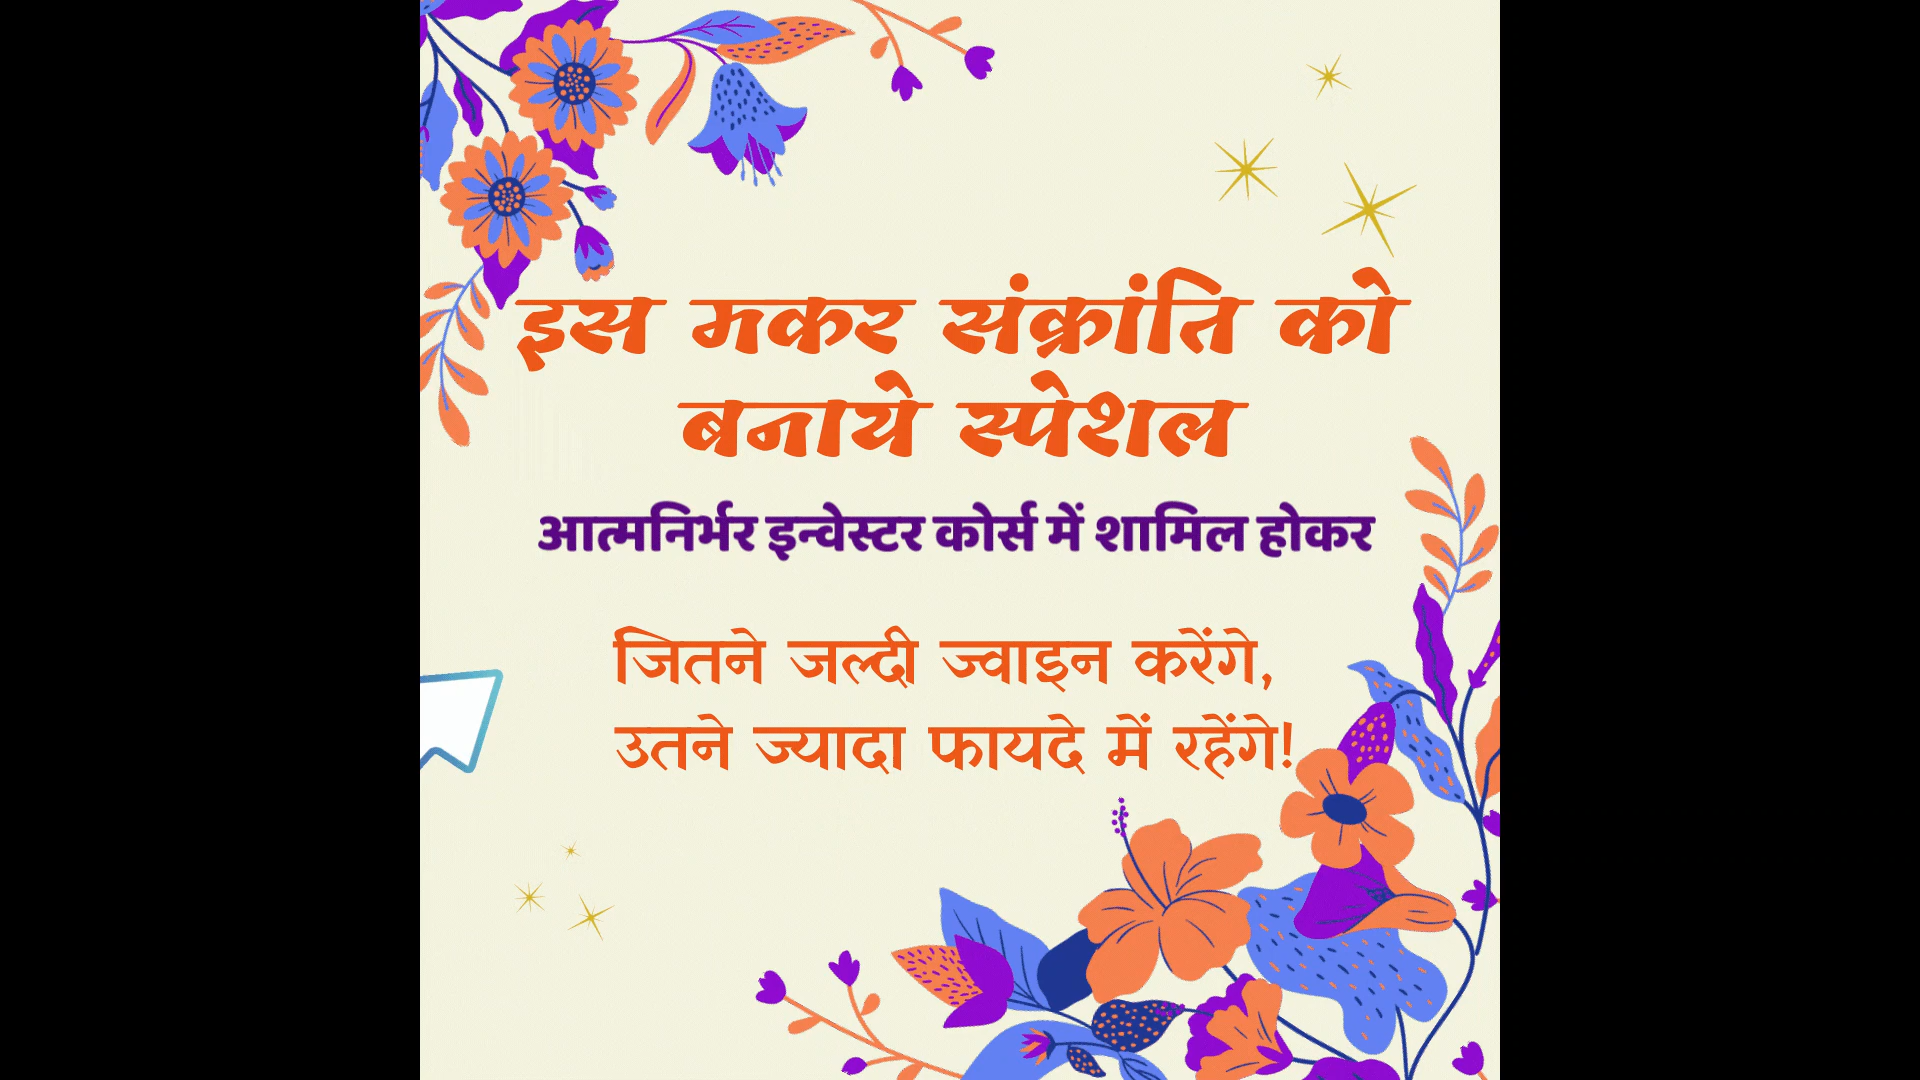 इस मकर संक्रांति को
बनाये स्पेशल
आत्मनिर्भर इन्वेस्टर कोर्स में शामिल होकर
जितने जल्दी ज्वाइन करेंगे,
उतने ज्यादा फायदे में रहेंगे!